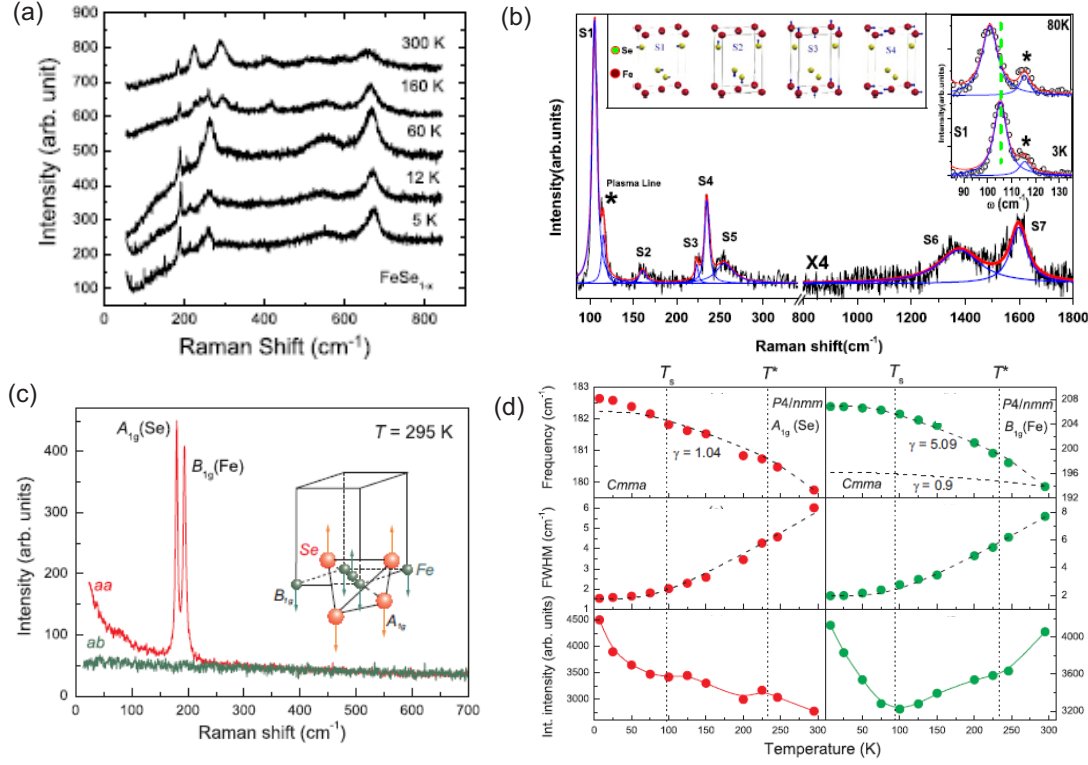 (a)
900
800
700
600
500
400
300
200
100
Intensity (arb. unit)
300 K
160 K
60 K
12 K
5 K
FeSe1-x
0 200 400 600 800
Raman Shift (cm-1)
(b)
S1
Se
Fe
S1 S2 S3 S4
*
Plasma Line
S2
S3
S4
S5
X4
S6
S7
Intensity(arb.units)
100 150 200 250 300 800 1000 1200 1400 1600 1800
Raman shift(cm-1)
80K
*
S1
3K
*
Intensity(arb.units)
90 100 110 120 130
ω (cm-1)
(c)
400
300
200
100
50
0
Intensity (arb. units)
A1g(Se)
B1g(Fe)
T = 295 K
aa
ab
Se
Fe
B1g
A1g
0 100 200 300 400 500 600 700
Raman shift (cm-1)
(d)
Ts T* Ts T*
183
182
181
180
Frequency (cm-1)
P4/nmm
A1g (Se)
γ = 1.04
Cmma
P4/nmm
B1g(Fe)
γ = 5.09
γ = 0.9
Cmma
208
204
200
196
192
6
5
4
3
2
1
FWHM (cm-1)
8
6
4
2
4500
4000
3500
3000
Int. intensity (arb. units)
4000
3600
3200
0 50 100 150 200 250 300 50 100 150 200 250 300
Temperature (K)